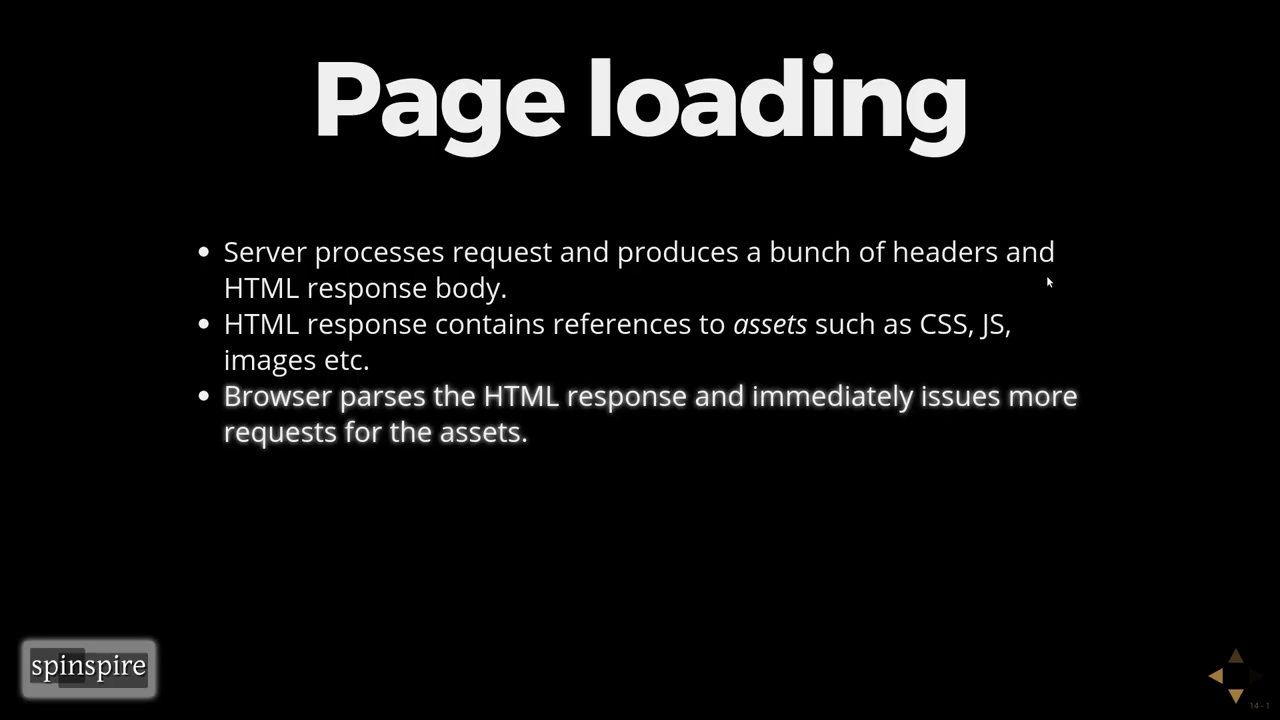 Page loading
Server processes request and produces a bunch of headers and
HTML response body.
HTML response contains references to assets such as CSS, JS,
images etc.
Browser parses the HTML response and immediately issues more
requests for the assets.
spinspire
14 - 1